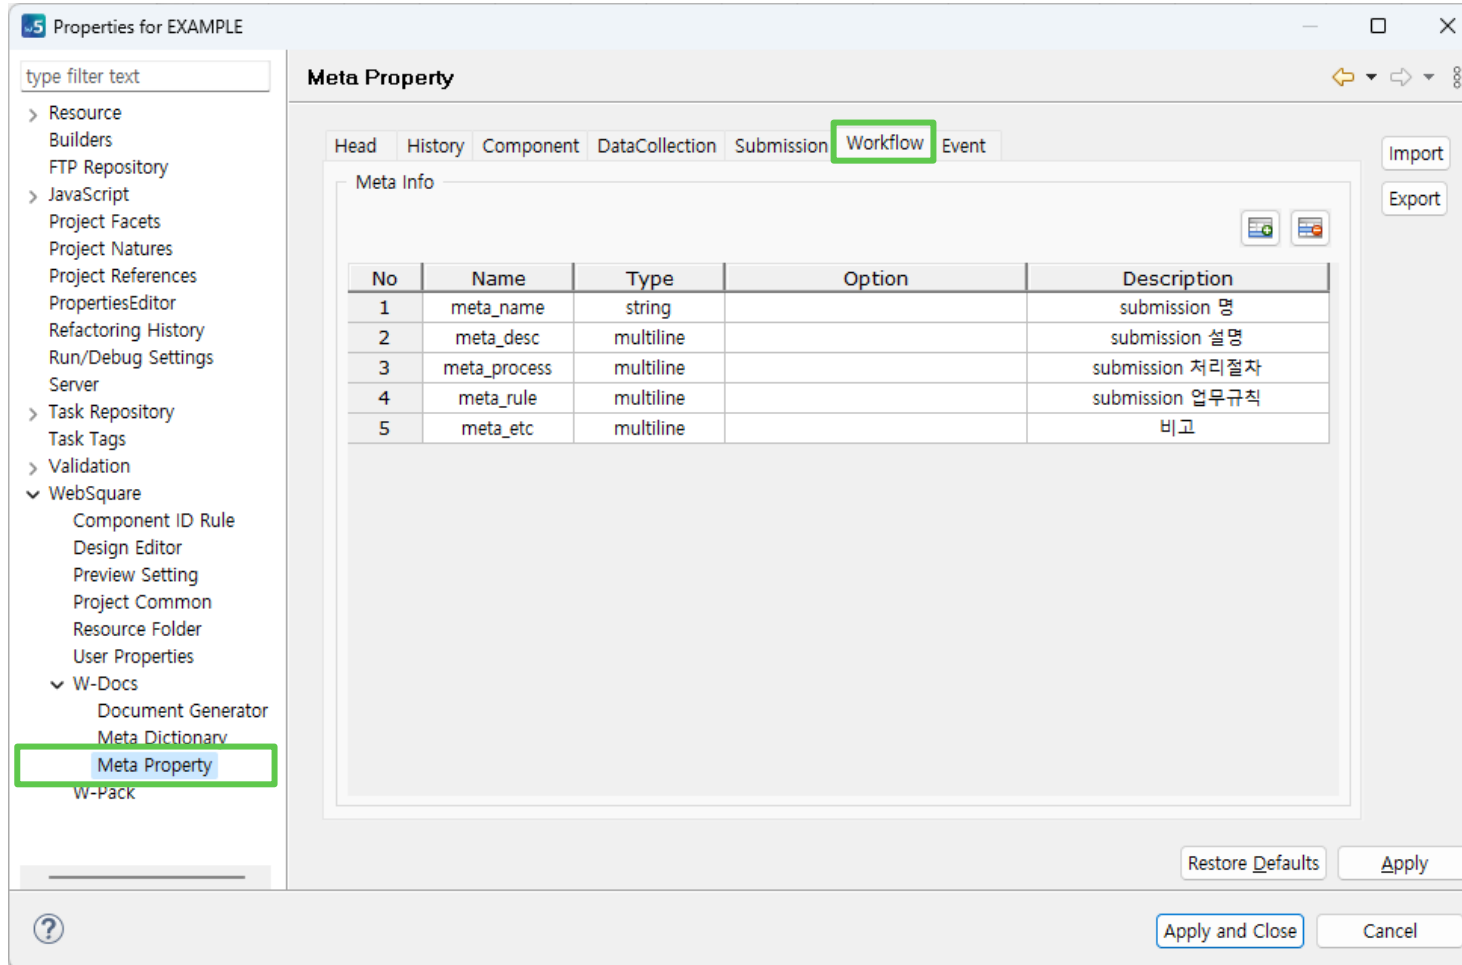 w5 Properties for EXAMPLE
type filter text
Resource
Builders
FTP Repository
JavaScript
Project Facets
Project Natures
Project References
PropertiesEditor
Refactoring History
Run/Debug Settings
Server
Task Repository
Task Tags
Validation
WebSquare
Component ID Rule
Design Editor
Preview Setting
Project Common
Resource Folder
User Properties
W-Docs
Document Generator
Meta Dictionary
Meta Property
W-Pack
Meta Property
Head History Component DataCollection Submission Workflow Event
Import
Export
Meta Info
No Name Type Option Description
1 meta_name string submission 명
2 meta_desc multiline submission 설명
3 meta_process multiline submission 처리절차
4 meta_rule multiline submission 업무규칙
5 meta_etc multiline 비고
Restore Defaults Apply
? Apply and Close Cancel